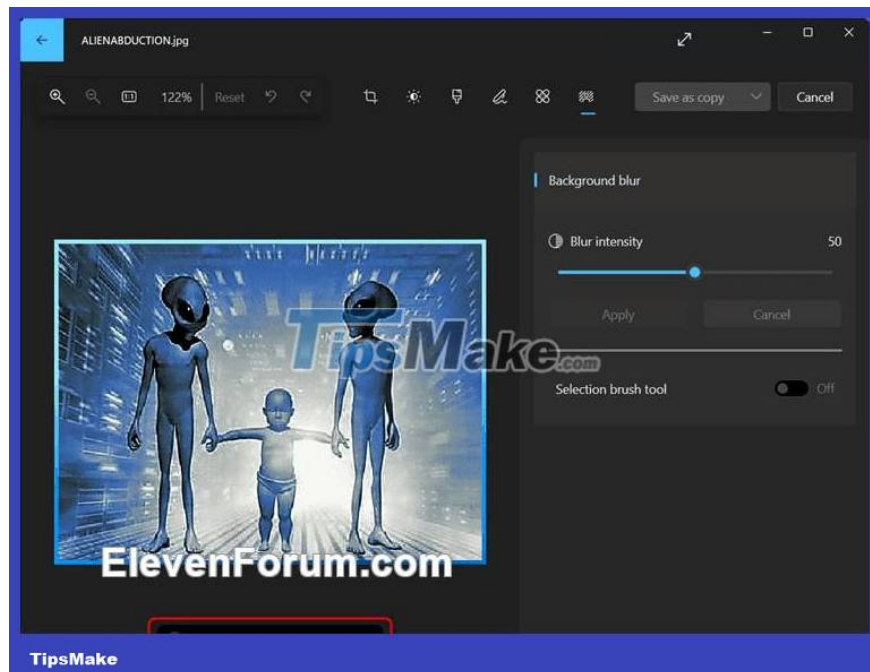 ALIENABDUCTION.jpg
122% Reset Save as copy Cancel
Background blur
Blur intensity 50
Apply Cancel
TipsMake.com
Selection brush tool Off
ElevenForum.com
TipsMake